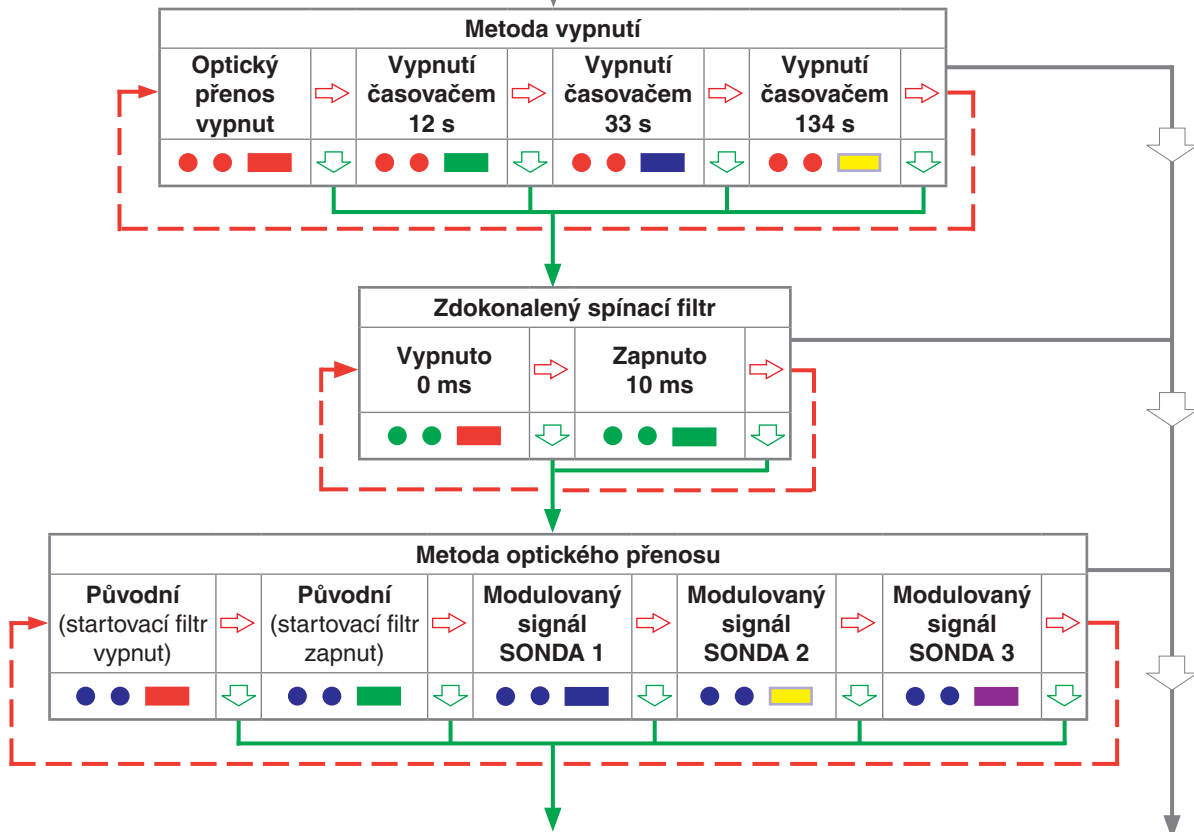 Metoda vypnutí
Optický
přenos
vypnut
Vypnutí
časovačem
12 s
Vypnutí
časovačem
33 s
Vypnutí
časovačem
134 s
Zdokonalený spínací filtr
Vypnuto
0 ms
Zapnuto
10 ms
Metoda optického přenosu
Původní
(startovací filtr
vypnut)
Původní
(startovací filtr
zapnut)
Modulovaný
signál
SONDA 1
Modulovaný
signál
SONDA 2
Modulovaný
signál
SONDA 3